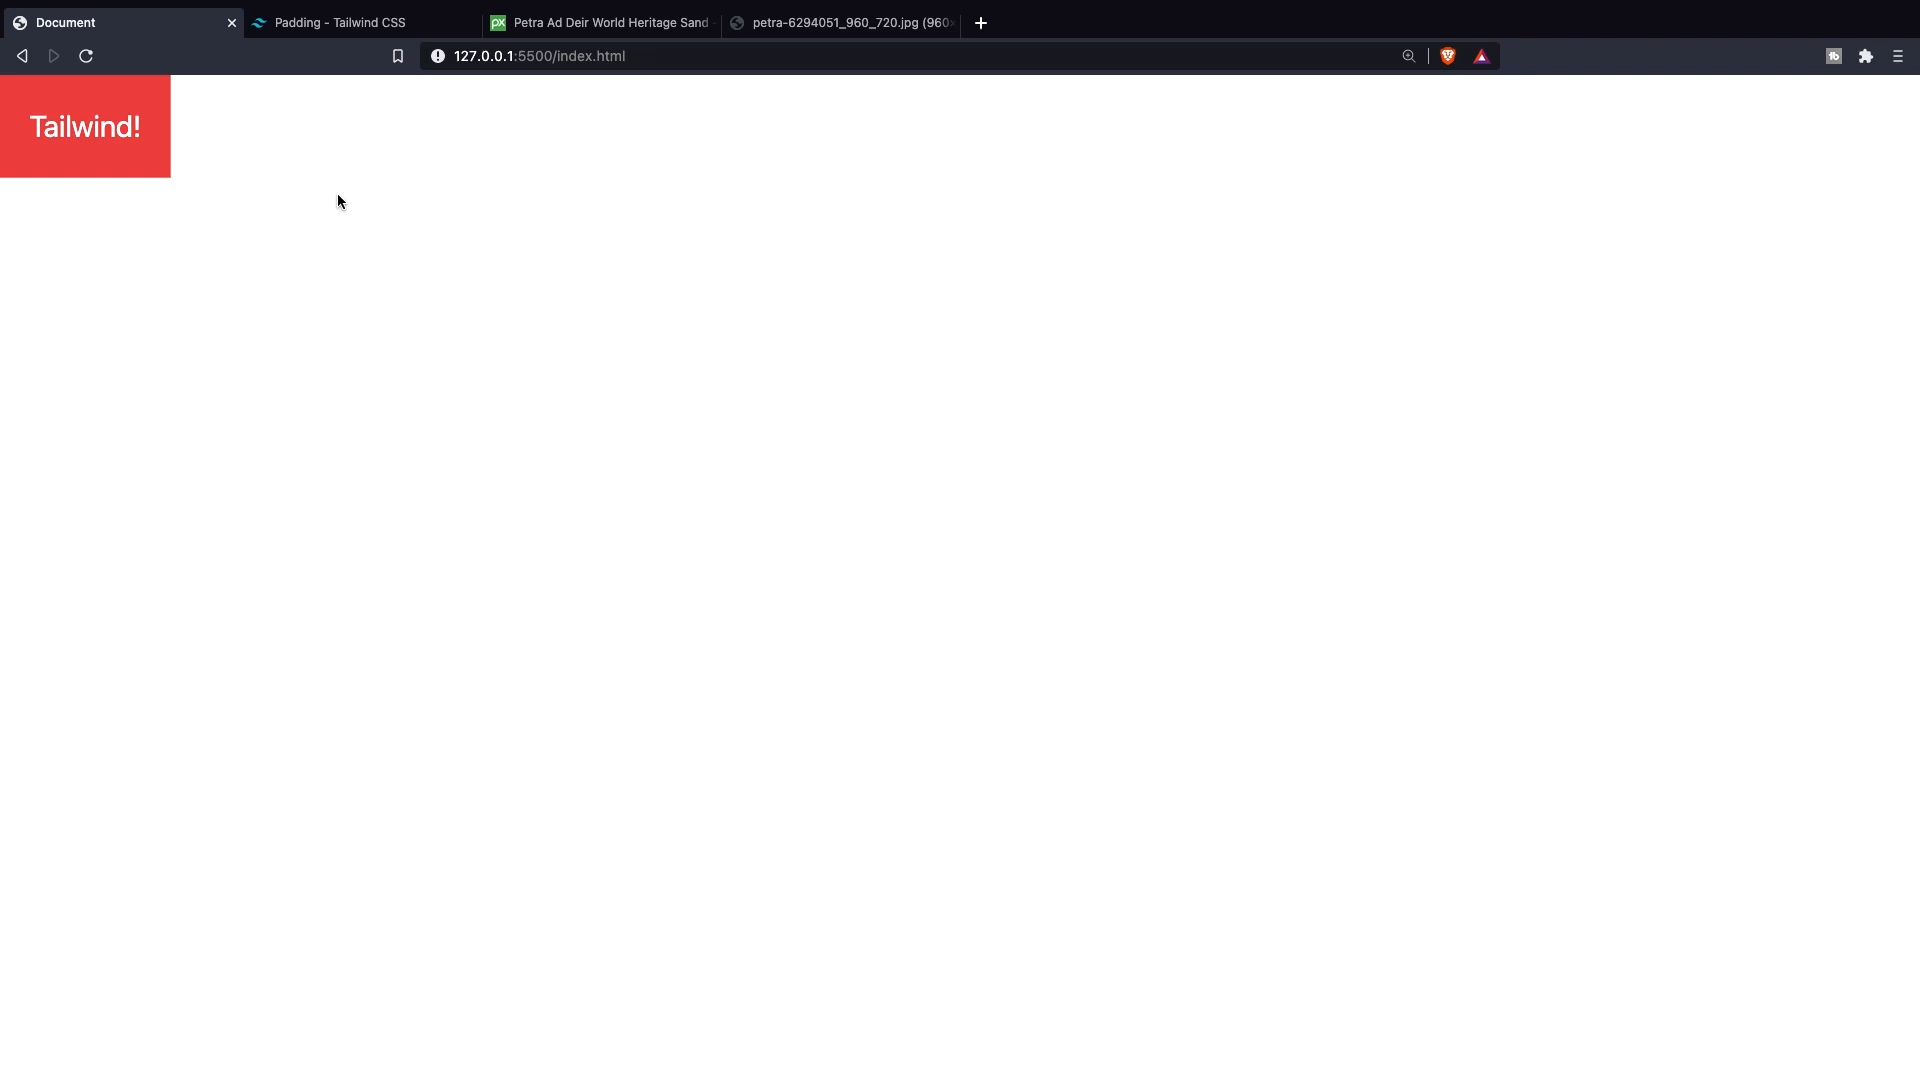 Document
Padding - Tailwind CSS
px Petra Ad Deir World Heritage Sand
petra-6294051_960_720.jpg (960
127.0.0.1:5500/index.html
Tailwind!